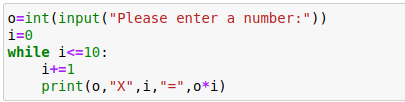 o=int(input("Please enter a number:"))
i=0
while i<=10:
    i+=1
    print(o,"X",i,"=",o*i)